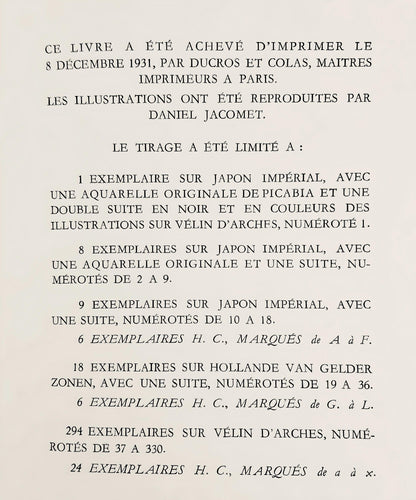 CE LIVRE A ÉTÉ ACHEVÉ D'IMPRIMER LE
8 DÉCEMBRE 1931, PAR DUCROS ET COLAS, MAITRES
IMPRIMEURS A PARIS.
LES ILLUSTRATIONS ONT ÉTÉ REPRODUITES PAR
DANIEL JACOMET.
LE TIRAGE A ÉTÉ LIMITÉ A :
1 EXEMPLAIRE SUR JAPON IMPÉRIAL, AVEC
UNE AQUARELLE ORIGINALE DE PICABIA ET UNE
DOUBLE SUITE EN NOIR ET EN COULEURS DES
ILLUSTRATIONS SUR VÉLIN D'ARCHES, NUMÉROTÉ 1.
8 EXEMPLAIRES SUR JAPON IMPÉRIAL, AVEC
UNE AQUARELLE ORIGINALE ET UNE SUITE, NU-
MÉROTÉS DE 2 A 9.
9 EXEMPLAIRES SUR JAPON IMPÉRIAL, AVEC
UNE SUITE, NUMÉROTÉS DE 10 A 18.
6 EXEMPLAIRES H. C., MARQUÉS de A à F.
18 EXEMPLAIRES SUR HOLLANDE VAN GELDER
ZONEN, AVEC UNE SUITE, NUMÉROTÉS DE 19 A 36.
6 EXEMPLAIRES H. C., MARQUÉS de G. à L.
294 EXEMPLAIRES SUR VÉLIN D'ARCHES, NUMÉ-
ROTÉS DE 37 A 330.
24 EXEMPLAIRES H. C., MARQUÉS de a à x.